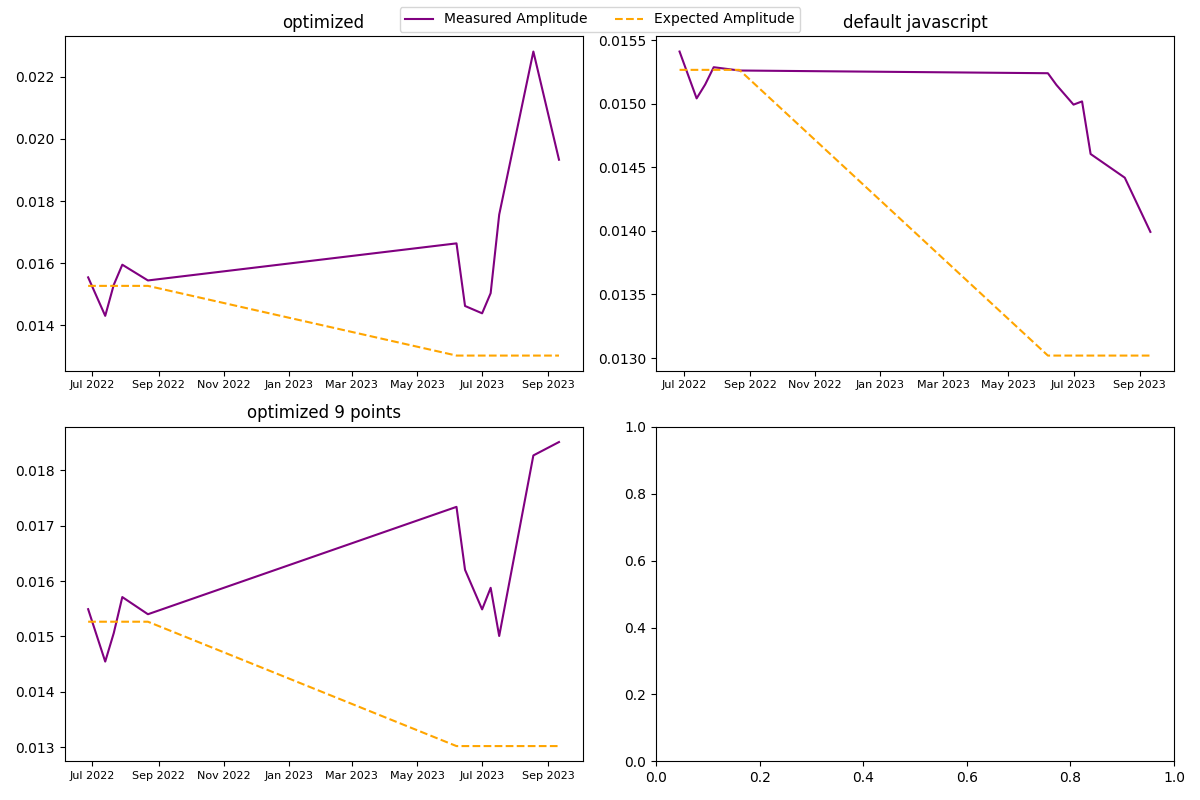 optimized
Measured Amplitude
Expected Amplitude
default javascript
0.022
0.020
0.018
0.016
0.014
Jul 2022 Sep 2022 Nov 2022 Jan 2023 Mar 2023 May 2023 Jul 2023 Sep 2023
0.0155
0.0150
0.0145
0.0140
0.0135
0.0130
Jul 2022 Sep 2022 Nov 2022 Jan 2023 Mar 2023 May 2023 Jul 2023 Sep 2023
optimized 9 points
0.018
0.017
0.016
0.015
0.014
0.013
Jul 2022 Sep 2022 Nov 2022 Jan 2023 Mar 2023 May 2023 Jul 2023 Sep 2023
1.0
0.8
0.6
0.4
0.2
0.0
0.0 0.2 0.4 0.6 0.8 1.0